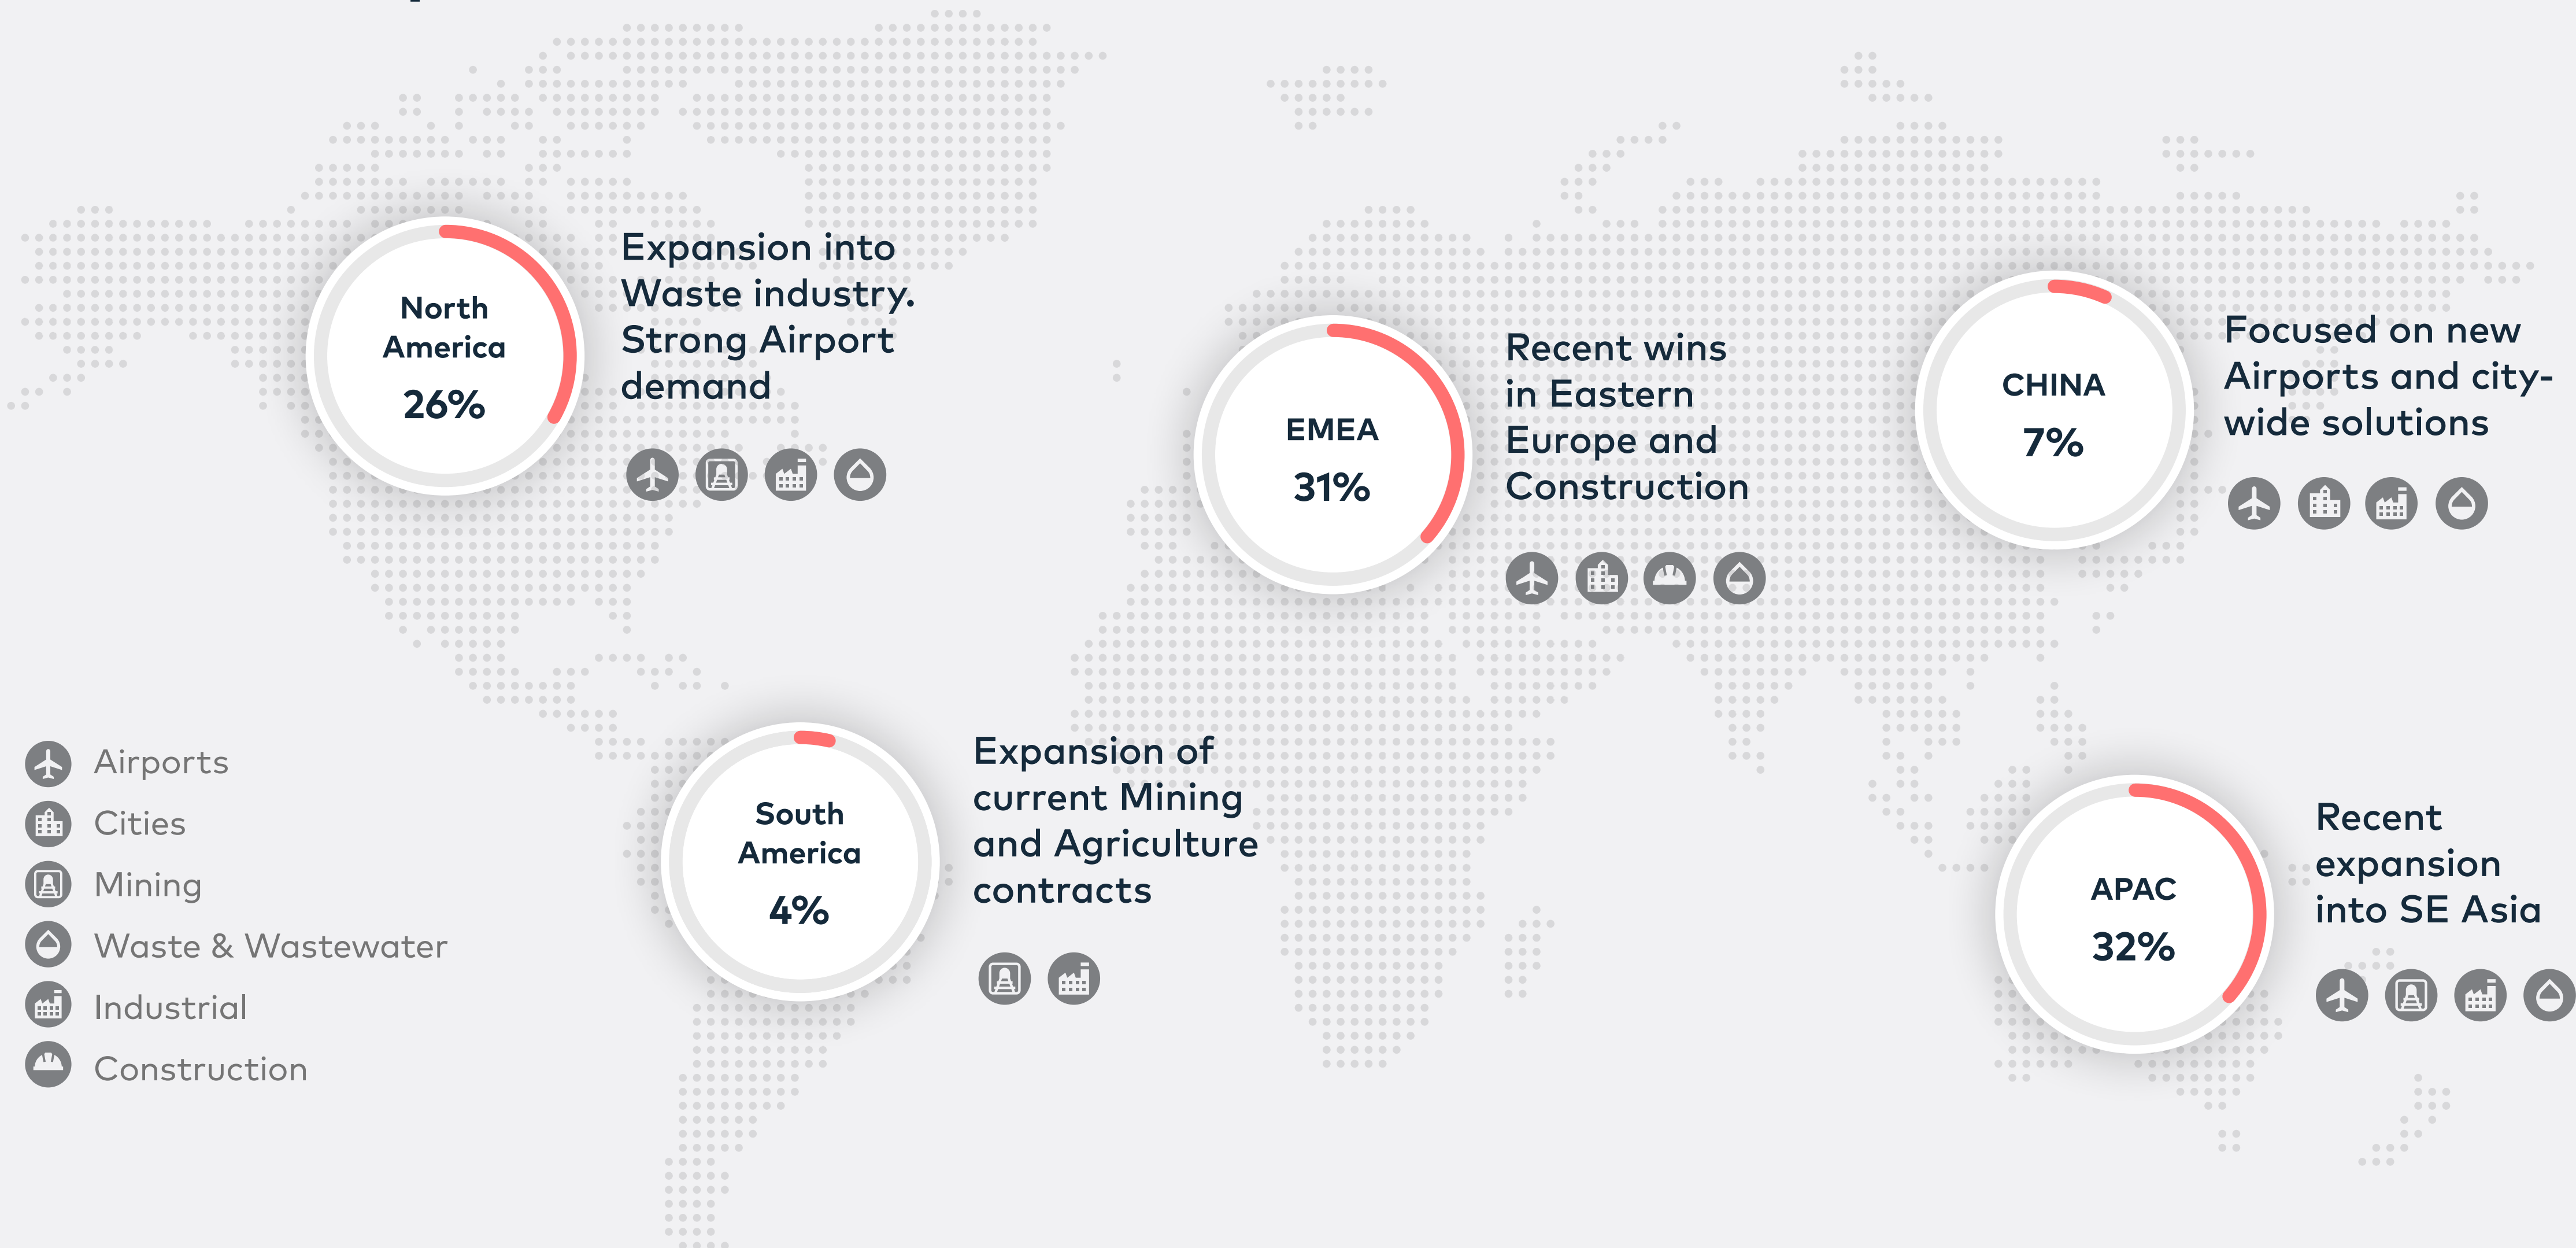 North
America
26%
Expansion into
Waste industry.
Strong Airport
demand
EMEA
31%
Recent wins
in Eastern
Europe and
Construction
CHINA
7%
Focused on new
Airports and city-
wide solutions
Airports
Cities
Mining
Waste & Wastewater
Industrial
Construction
South
America
4%
Expansion of
current Mining
and Agriculture
contracts
APAC
32%
Recent
expansion
into SE Asia